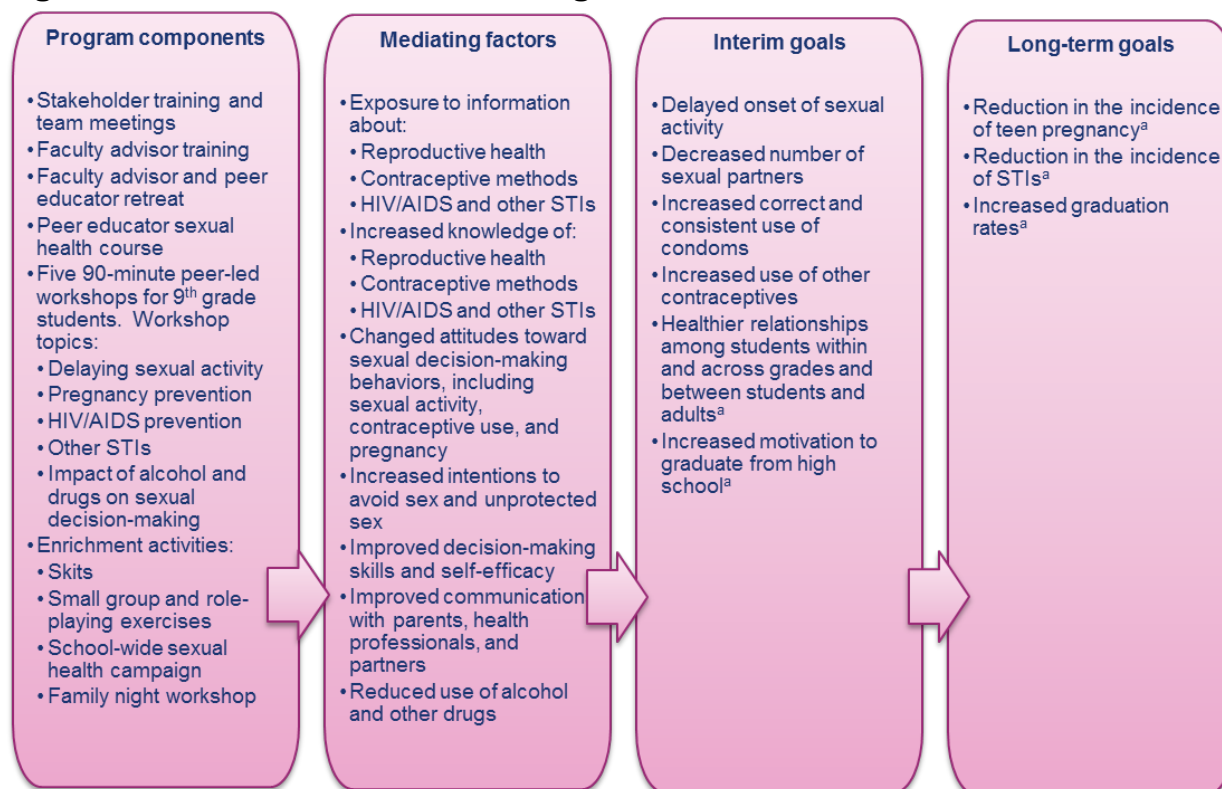 Program components
•Stakeholder training and
team meetings
•Faculty advisor training
•Faculty advisor and peer
educator retreat
•Peer educator sexual
health course
•Five 90-minute peer-led
workshops for 9th grade
students. Workshop
topics:
•Delaying sexual activity
•Pregnancy prevention
•HIV/AIDS prevention
•Other STIs
•Impact of alcohol and
drugs on sexual
decision-making
•Enrichment activities:
•Skits
•Small group and role-
playing exercises
•School-wide sexual
health campaign
•Family night workshop
Mediating factors
•Exposure to information
about:
•Reproductive health
•Contraceptive methods
•HIV/AIDS and other STIs
•Increased knowledge of:
•Reproductive health
•Contraceptive methods
•HIV/AIDS and other STIs
•Changed attitudes toward
sexual decision-making
behaviors, including
sexual activity,
contraceptive use, and
pregnancy
•Increased intentions to
avoid sex and unprotected
sex
•Improved decision-making
skills and self-efficacy
•Improved communication
with parents, health
professionals, and
partners
•Reduced use of alcohol
and other drugs
Interim goals
•Delayed onset of sexual
activity
•Decreased number of
sexual partners
•Increased correct and
consistent use of
condoms
•Increased use of other
contraceptives
•Healthier relationships
among students within
and across grades and
between students and
adultsa
•Increased motivation to
graduate from high
schoola
Long-term goals
•Reduction in the incidence
of teen pregnancya
•Reduction in the incidence
of STIsa
•Increased graduation
ratesa